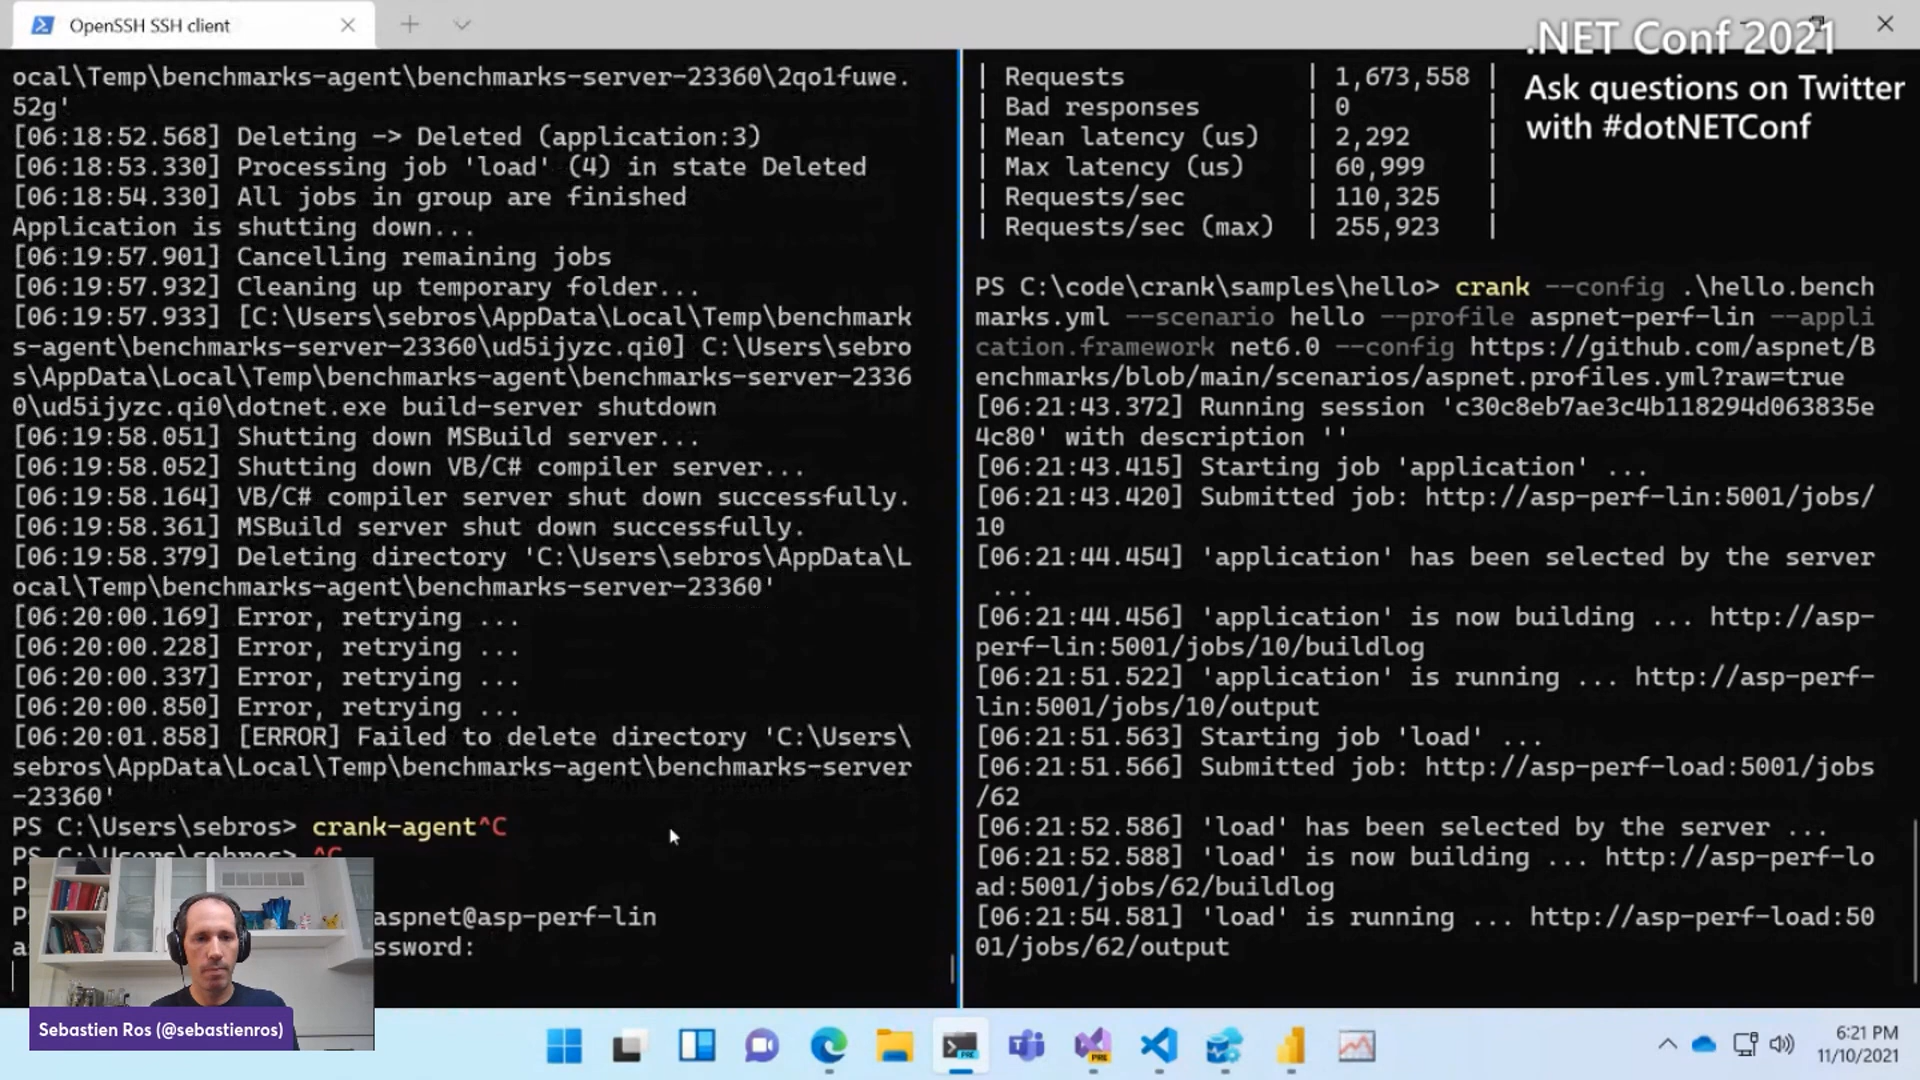 OpenSSH SSH client
.NET Conf 2021
Ask questions on Twitter
with #dotNETConf
ocal\Temp\benchmarks-agent\benchmarks-server-23360\2qo1fuwe.
52g'
[06:18:52.568] Deleting -> Deleted (application:3)
[06:18:53.330] Processing job 'load' (4) in state Deleted
[06:18:54.330] All jobs in group are finished
Application is shutting down...
[06:19:57.901] Cancelling remaining jobs
[06:19:57.932] Cleaning up temporary folder...
[06:19:57.933] [C:\Users\sebros\AppData\Local\Temp\benchmark
s-agent\benchmarks-server-23360\ud5ijyzc.qi0] C:\Users\sebro
s\AppData\Local\Temp\benchmarks-agent\benchmarks-server-2336
0\ud5ijyzc.qi0\dotnet.exe build-server shutdown
[06:19:58.051] Shutting down MSBuild server...
[06:19:58.052] Shutting down VB/C# compiler server...
[06:19:58.164] VB/C# compiler server shut down successfully.
[06:19:58.361] MSBuild server shut down successfully.
[06:19:58.379] Deleting directory 'C:\Users\sebros\AppData\L
ocal\Temp\benchmarks-agent\benchmarks-server-23360'
[06:20:00.169] Error, retrying ...
[06:20:00.228] Error, retrying ...
[06:20:00.337] Error, retrying ...
[06:20:00.850] Error, retrying ...
[06:20:01.858] [ERROR] Failed to delete directory 'C:\Users\
sebros\AppData\Local\Temp\benchmarks-agent\benchmarks-server
-23360'
PS C:\Users\sebros> crank-agent^C
PS C:\Users\sebros> ^C
aspnet@asp-perf-lin
ssword:
| Requests | 1,673,558 |
| Bad responses | 0 |
| Mean latency (us) | 2,292 |
| Max latency (us) | 60,999 |
| Requests/sec | 110,325 |
| Requests/sec (max) | 255,923 |
PS C:\code\crank\samples\hello> crank --config .\hello.bench
marks.yml --scenario hello --profile aspnet-perf-lin --appli
cation.framework net6.0 --config https://github.com/aspnet/B
enchmarks/blob/main/scenarios/aspnet.profiles.yml?raw=true
[06:21:43.372] Running session 'c30c8eb7ae3c4b118294d063835e
4c80' with description ''
[06:21:43.415] Starting job 'application' ...
[06:21:43.420] Submitted job: http://asp-perf-lin:5001/jobs/
10
[06:21:44.454] 'application' has been selected by the server
...
[06:21:44.456] 'application' is now building ... http://asp-
perf-lin:5001/jobs/10/buildlog
[06:21:51.522] 'application' is running ... http://asp-perf-
lin:5001/jobs/10/output
[06:21:51.563] Starting job 'load' ...
[06:21:51.566] Submitted job: http://asp-perf-load:5001/jobs
/62
[06:21:52.586] 'load' has been selected by the server ...
[06:21:52.588] 'load' is now building ... http://asp-perf-lo
ad:5001/jobs/62/buildlog
[06:21:54.581] 'load' is running ... http://asp-perf-load:50
01/jobs/62/output
Sebastien Ros (@sebastienros)
PRE
PRE
6:21 PM
11/10/2021